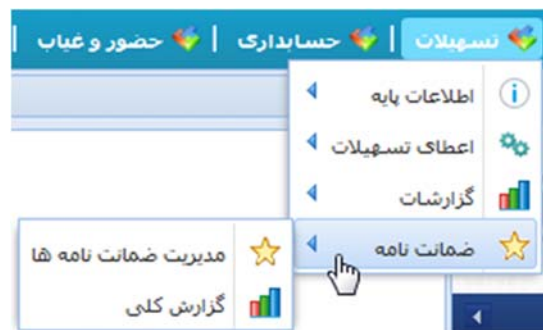 تسهیلات | حسابداری | حضور و غیاب |
اطلاعات پایه
اعطای تسهیلات
گزارشات
ضمانت نامه
مدیریت ضمانت نامه ها
گزارش کلی